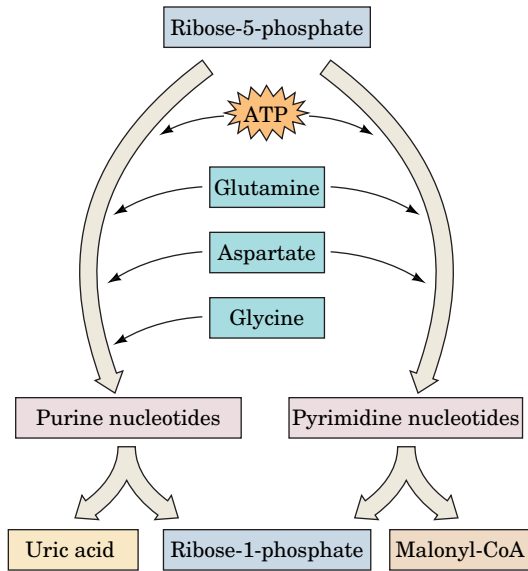 Ribose-5-phosphate
ATP
Glutamine
Aspartate
Glycine
Purine nucleotides
Pyrimidine nucleotides
Uric acid
Ribose-1-phosphate
Malonyl-CoA